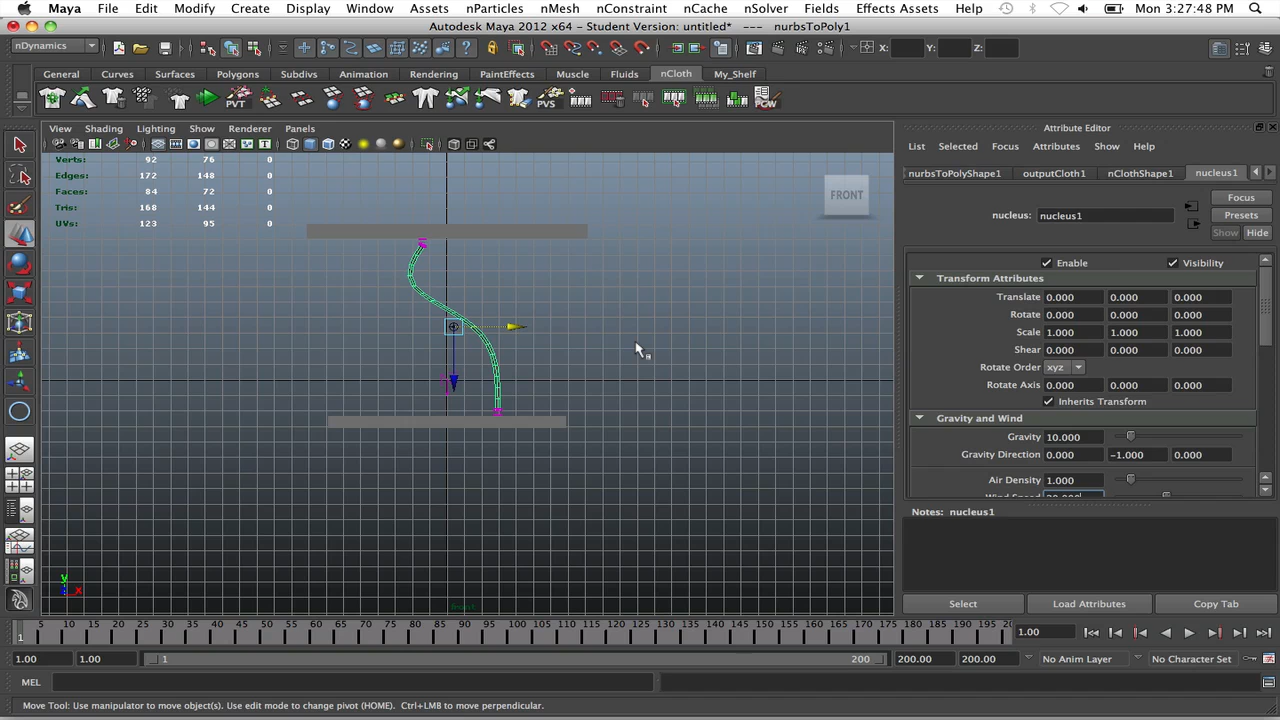 Maya File Edit Modify Create Display Window Assets nParticles nMesh nConstraint nCache nSolver Fields Effects Assets Help Mon 3:27:48 PM
Autodesk Maya 2012 x64 - Student Version: untitled* --- nurbsToPoly1
nDynamics X: Y: Z:
General Curves Surfaces Polygons Subdivs Animation Rendering PaintEffects Muscle Fluids nCloth My_Shelf
PVT PVS PGW
View Shading Lighting Show Renderer Panels
Verts: 92 76 0
Edges: 172 148 0
Faces: 84 72 0
Tris: 168 144 0
UVs: 123 95 0
FRONT
y
x
Attribute Editor
List Selected Focus Attributes Show Help
nurbsToPolyShape1 outputCloth1 nClothShape1 nucleus1
Focus
nucleus: nucleus1 Presets
Show Hide
Enable Visibility
Transform Attributes
Translate 0.000 0.000 0.000
Rotate 0.000 0.000 0.000
Scale 1.000 1.000 1.000
Shear 0.000 0.000 0.000
Rotate Order xyz
Rotate Axis 0.000 0.000 0.000
Inherits Transform
Gravity and Wind
Gravity 10.000
Gravity Direction 0.000 -1.000 0.000
Air Density 1.000
Wind Speed
Notes: nucleus1
Select Load Attributes Copy Tab
5 10 15 20 25 30 35 40 45 50 55 60 65 70 75 80 85 90 95 100 105 110 115 120 125 130 135 140 145 150 155 160 165 170 175 180 185 190 195
1 1.00
1.00 1.00 1 200 200.00 200.00 No Anim Layer No Character Set
MEL
Move Tool: Use manipulator to move object(s). Use edit mode to change pivot (HOME). Ctrl+LMB to move perpendicular.